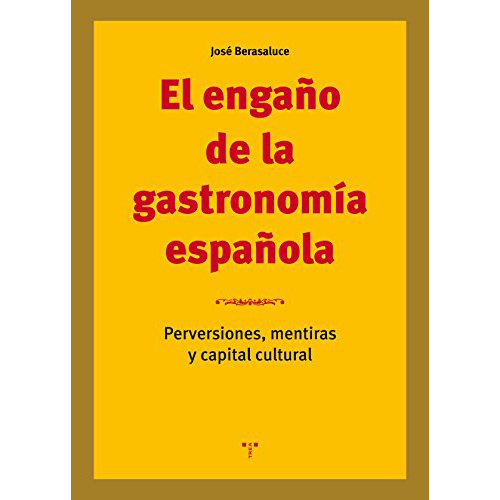 José Berasaluce
El engaño
de la
gastronomía
española
Perversiones, mentiras
y capital cultural
TREA